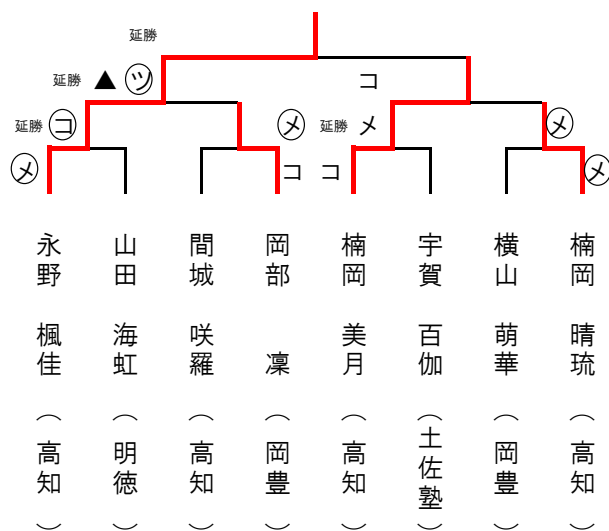 延勝
延勝 ▲ ツ コ
延勝 コ メ 延勝 メ メ
メ コ コ メ
永野 楓佳（高知）
山田 海虹（明徳）
間城 咲羅（高知）
岡部 凜（岡豊）
楠岡 美月（高知）
宇賀 百伽（土佐塾）
横山 萌華（岡豊）
楠岡 晴琉（高知）